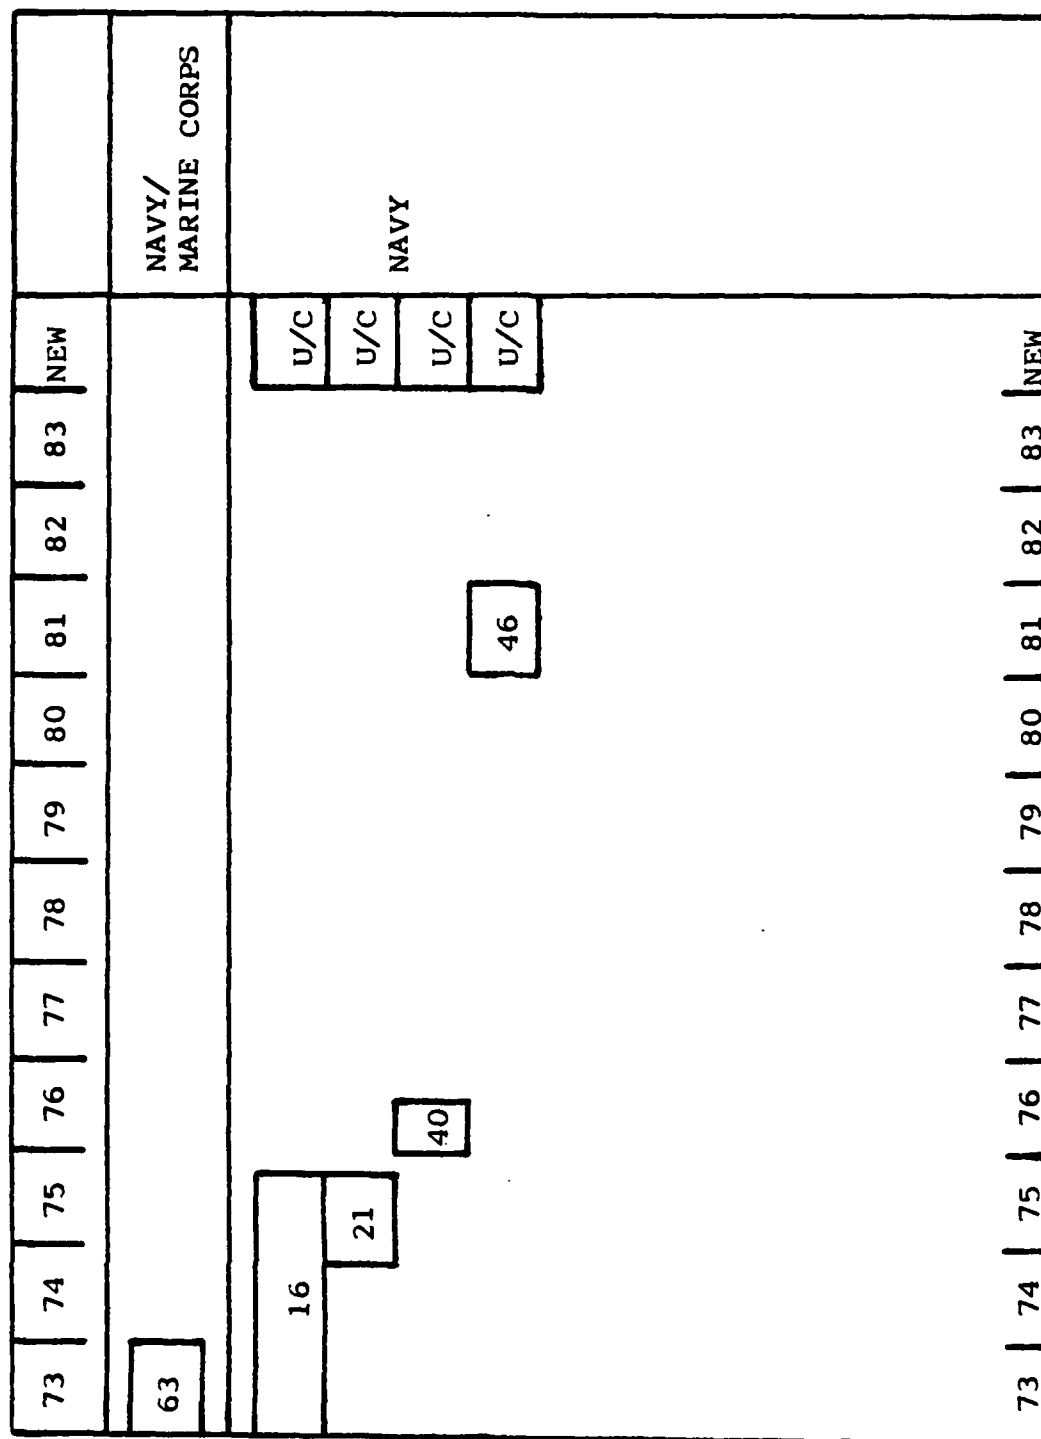 73 74 75 76 77 78 79 80 81 82 83 NEW
63
NAVY/
MARINE CORPS
16 U/C
21 U/C
NAVY
40 U/C
46 U/C
73 74 75 76 77 78 79 80 81 82 83 NEW